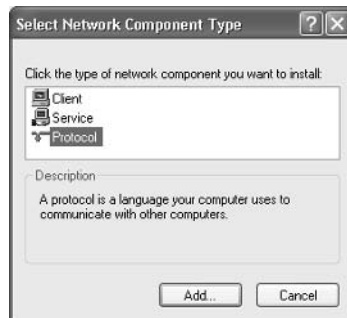 Select Network Component Type
Click the type of network component you want to install:
Client
Service
Protocol
Description
A protocol is a language your computer uses to
communicate with other computers.
Add...
Cancel